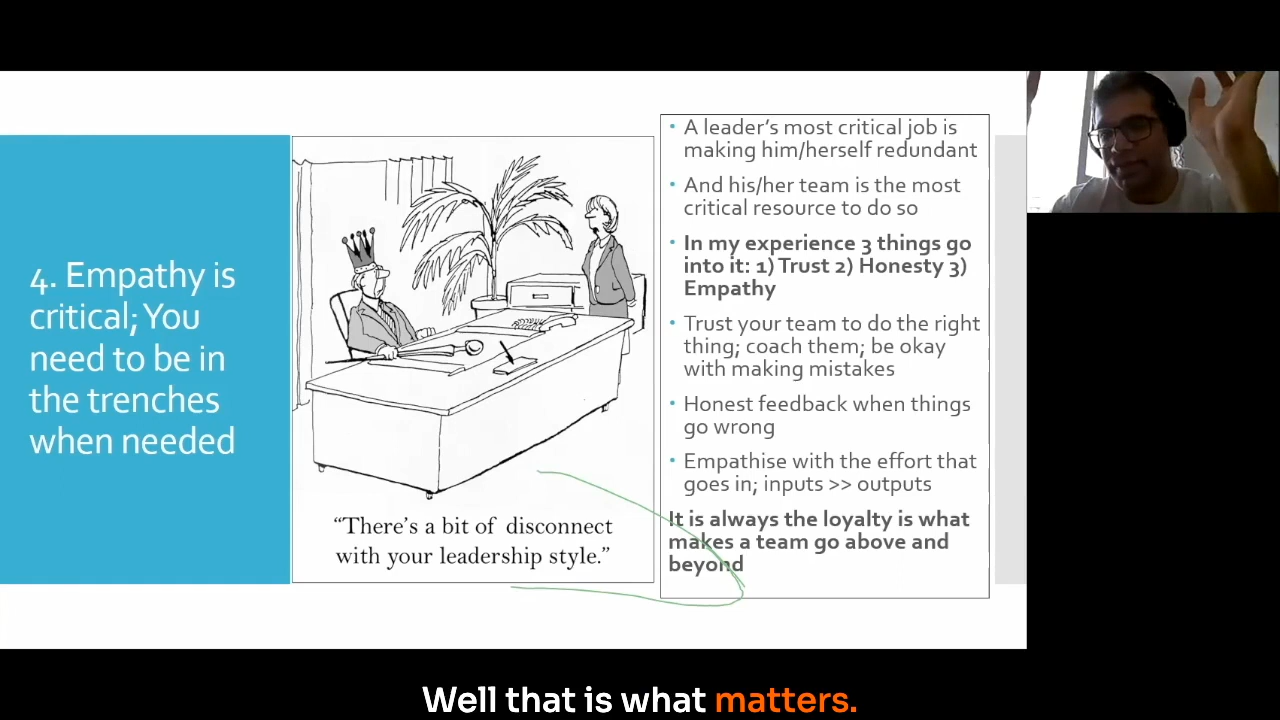 4. Empathy is
critical; You
need to be in
the trenches
when needed
“There’s a bit of disconnect
with your leadership style.”
• A leader’s most critical job is
making him/herself redundant
• And his/her team is the most
critical resource to do so
• In my experience 3 things go
into it: 1) Trust 2) Honesty 3)
Empathy
• Trust your team to do the right
thing; coach them; be okay
with making mistakes
• Honest feedback when things
go wrong
• Empathise with the effort that
goes in; inputs >> outputs
It is always the loyalty is what
makes a team go above and
beyond
Well that is what matters.